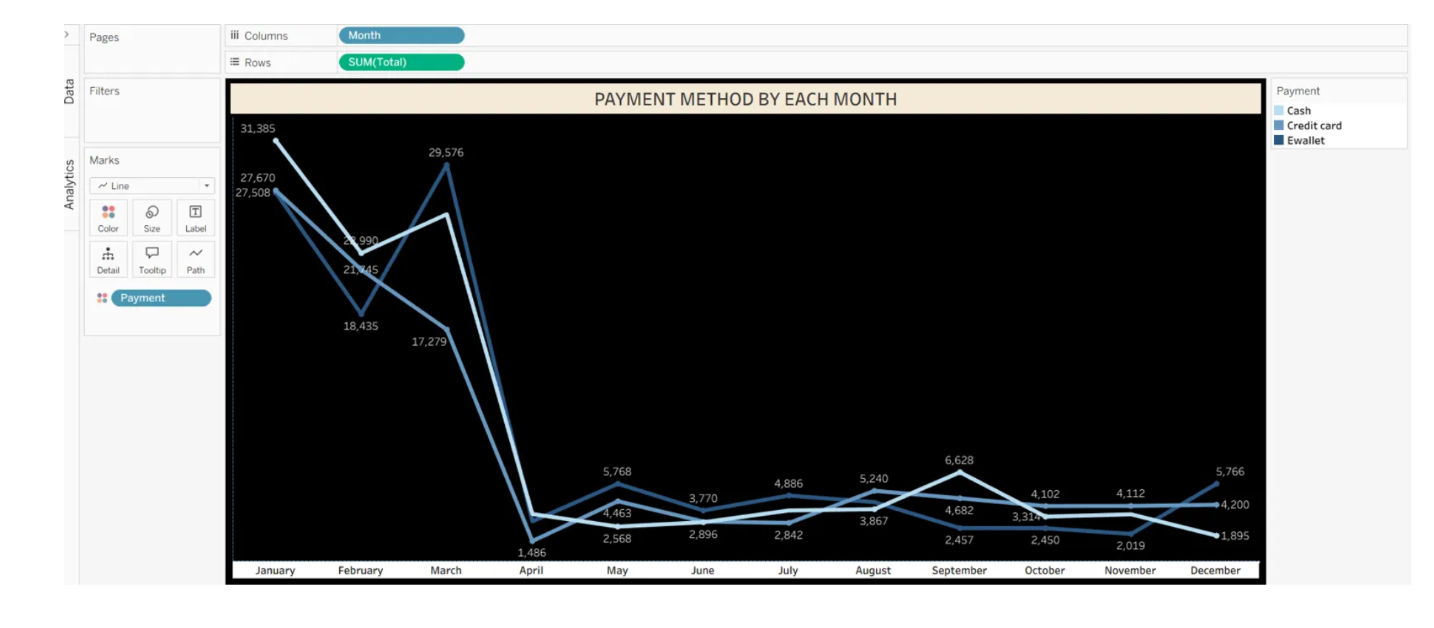 Pages
Columns
Month
Rows
SUM(Total)
Data
Filters
PAYMENT METHOD BY EACH MONTH
Payment
Cash
Credit card
Ewallet
Analytics
Marks
Line
Color
Size
Label
Detail
Tooltip
Path
Payment
31,385
29,576
27,670
27,508
22,990
21,745
18,435
17,279
1,486
5,768
4,463
2,568
3,770
2,896
4,886
2,842
5,240
3,867
6,628
4,682
2,457
4,102
3,314
2,450
4,112
2,019
5,766
4,200
1,895
January February March April May June July August September October November December